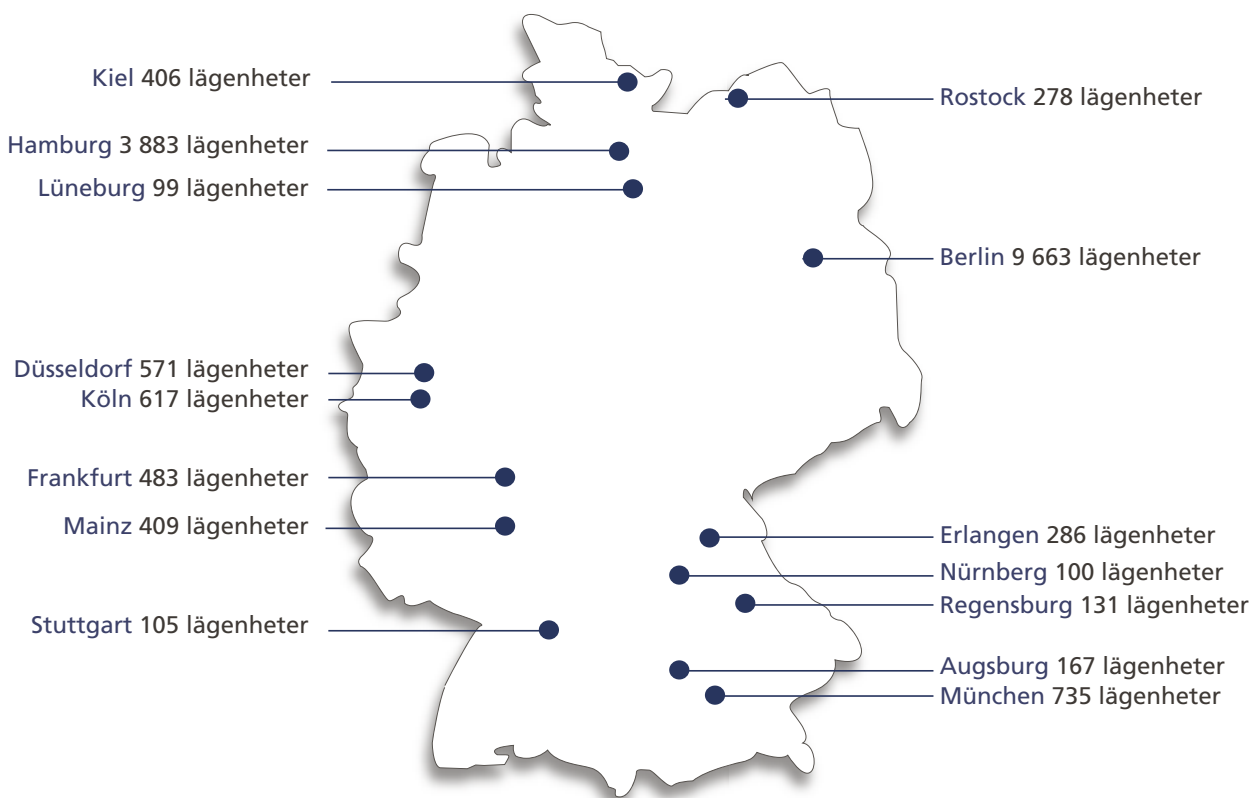 Kiel 406 lägenheter
Hamburg 3 883 lägenheter
Lüneburg 99 lägenheter
Düsseldorf 571 lägenheter
Köln 617 lägenheter
Frankfurt 483 lägenheter
Mainz 409 lägenheter
Stuttgart 105 lägenheter
Rostock 278 lägenheter
Berlin 9 663 lägenheter
Erlangen 286 lägenheter
Nürnberg 100 lägenheter
Regensburg 131 lägenheter
Augsburg 167 lägenheter
München 735 lägenheter